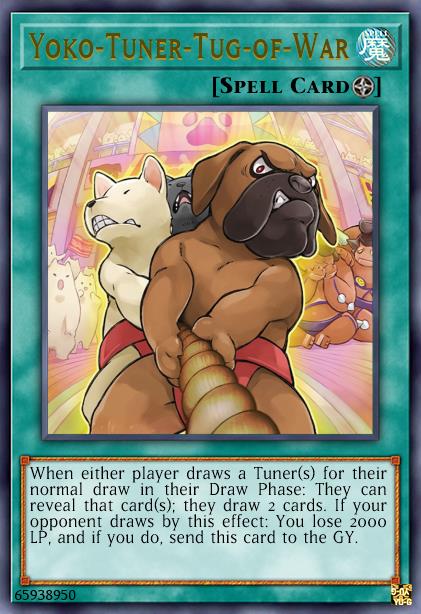 Yoko-Tuner-Tug-of-War
[Spell Card]
When either player draws a Tuner(s) for their
normal draw in their Draw Phase: They can
reveal that card(s); they draw 2 cards. If your
opponent draws by this effect: You lose 2000
LP, and if you do, send this card to the GY.
65938950